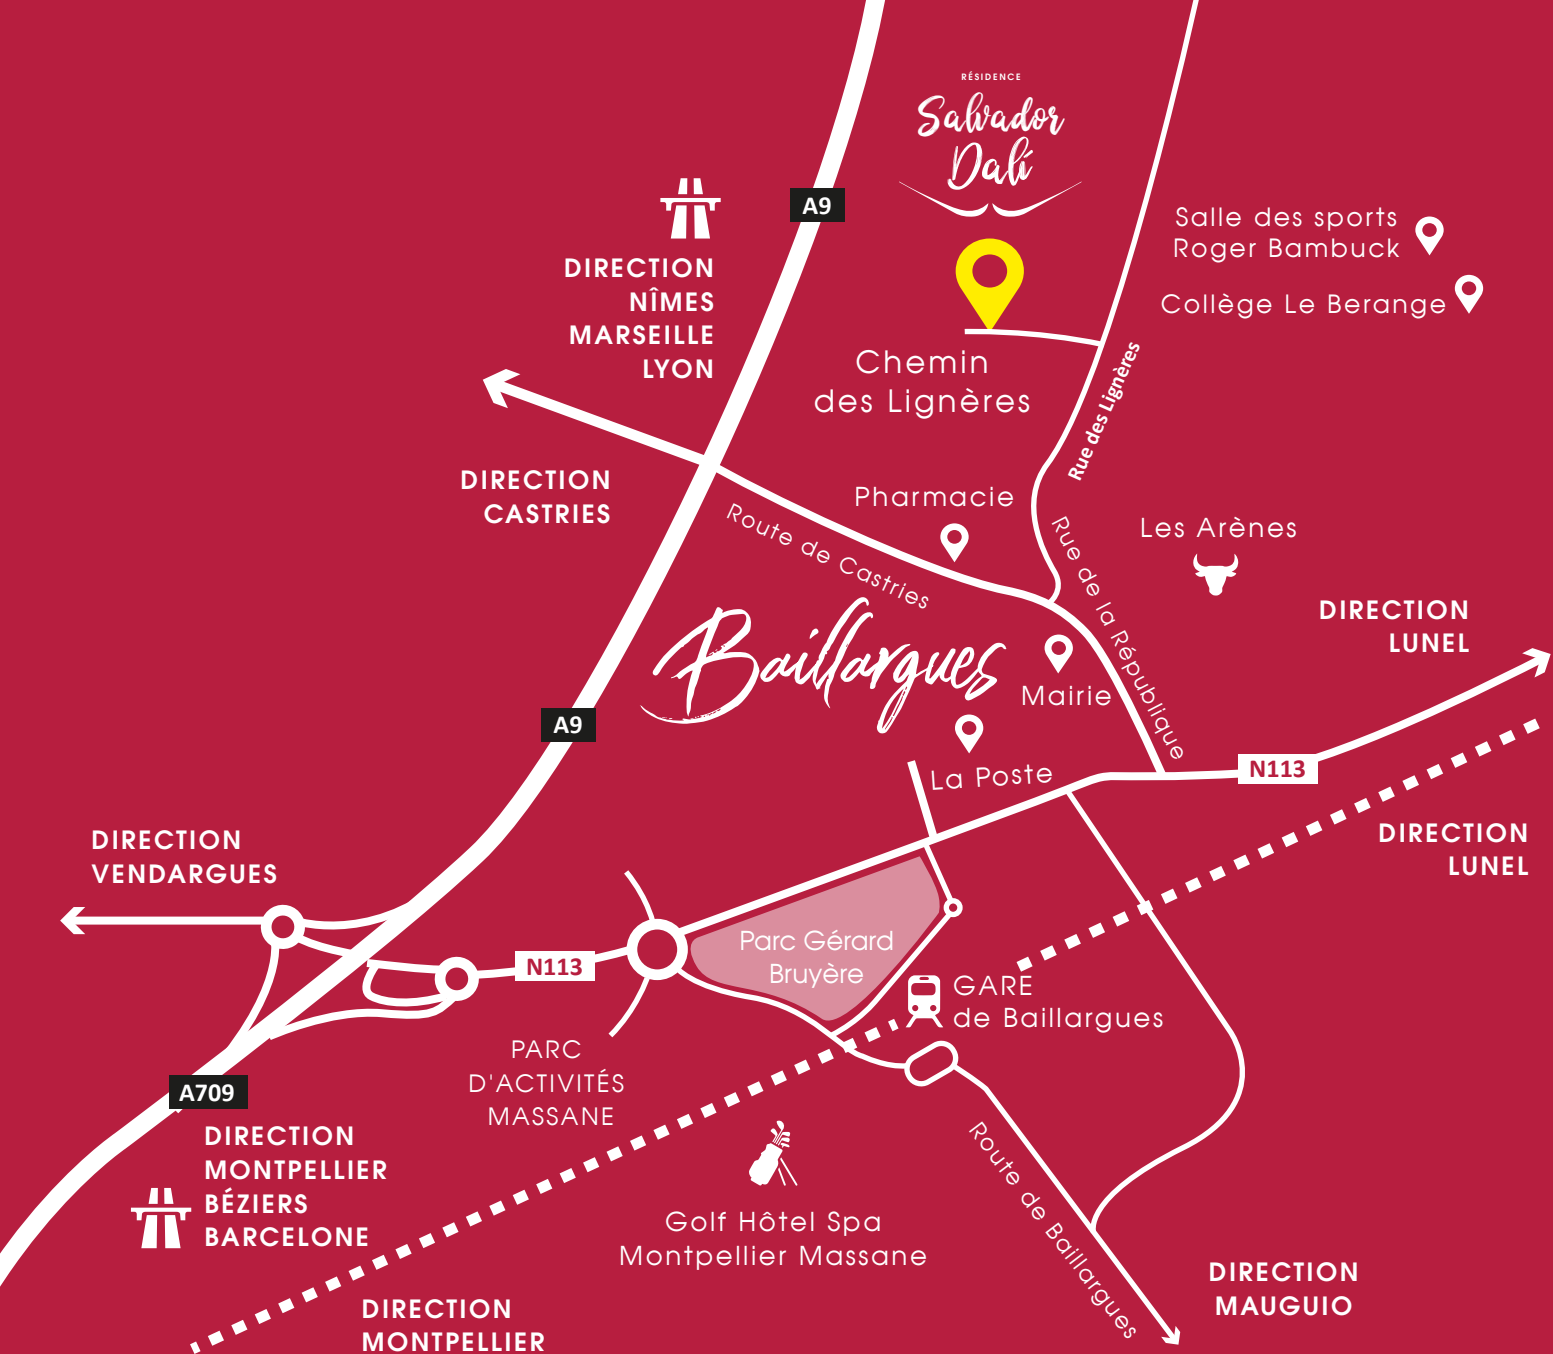 RÉSIDENCE
Salvador
Dalí
A9
DIRECTION
NÎMES
MARSEILLE
LYON
Salle des sports
Roger Bambuck
Collège Le Berange
Chemin
des Lignères
Rue des Lignères
DIRECTION
CASTRIES
Pharmacie
Route de Castries
Rue de la République
Les Arènes
DIRECTION
LUNEL
Baillargues
Mairie
A9
La Poste
N113
DIRECTION
LUNEL
DIRECTION
VENDARGUES
N113
Parc Gérard
Bruyère
GARE
de Baillargues
PARC
D'ACTIVITÉS
MASSANE
A709
DIRECTION
MONTPELLIER
BÉZIERS
BARCELONE
Golf Hôtel Spa
Montpellier Massane
Route de Baillargues
DIRECTION
MAUGUIO
DIRECTION
MONTPELLIER